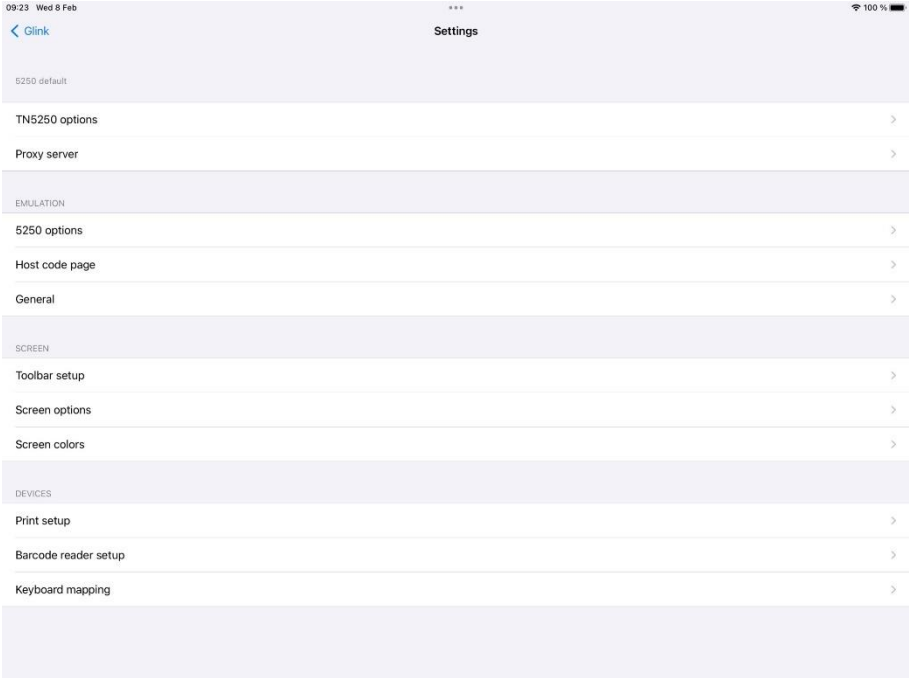 09:23 Wed 8 Feb 100 %
Glink Settings
5250 default
TN5250 options
Proxy server
EMULATION
5250 options
Host code page
General
SCREEN
Toolbar setup
Screen options
Screen colors
DEVICES
Print setup
Barcode reader setup
Keyboard mapping